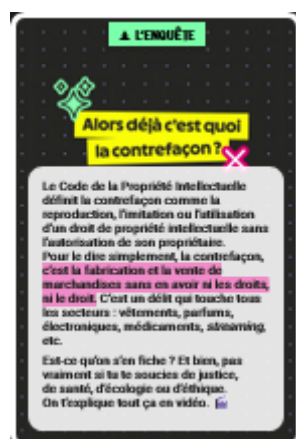 ▲ L'ENQUÊTE
Alors déjà c'est quoi
la contrefaçon ?
Le Code de la Propriété Intellectuelle
définit la contrefaçon comme la
reproduction, l'imitation ou l'utilisation
d'un droit de propriété intellectuelle sans
l'autorisation de son propriétaire.
Pour le dire simplement, la contrefaçon,
c'est la fabrication et la vente de
marchandises sans en avoir ni les droits,
ni le droit. C'est un délit qui touche tous
les secteurs : vêtements, parfums,
électroniques, médicaments, streaming,
etc.
Est-ce qu'on s'en fiche ? Et bien, pas
vraiment si tu te soucies de justice,
de santé, d'écologie ou d'éthique.
On t'explique tout ça en vidéo.